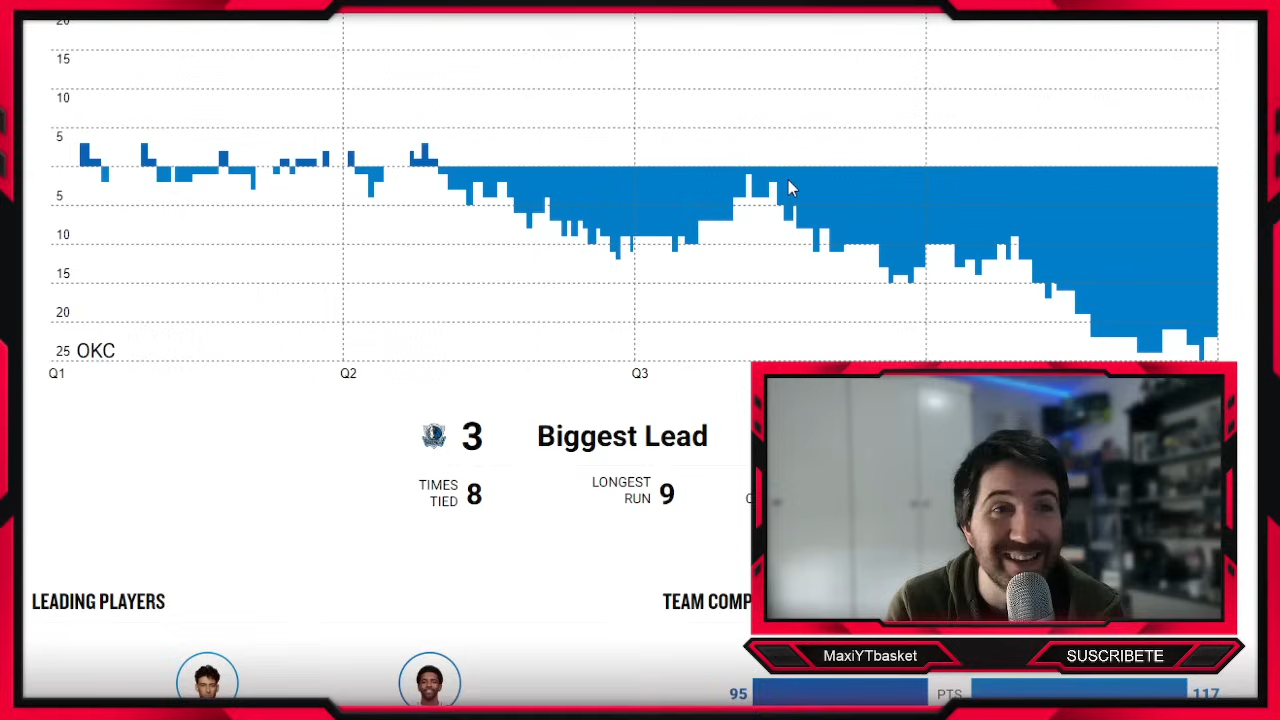 20
15
10
5
5
10
15
20
25 OKC
Q1 Q2 Q3
3 Biggest Lead
TIMES TIED 8
LONGEST RUN 9
LEADING PLAYERS
TEAM COMP
MaxiYTbasket
SUSCRIBETE
95 PTS 117